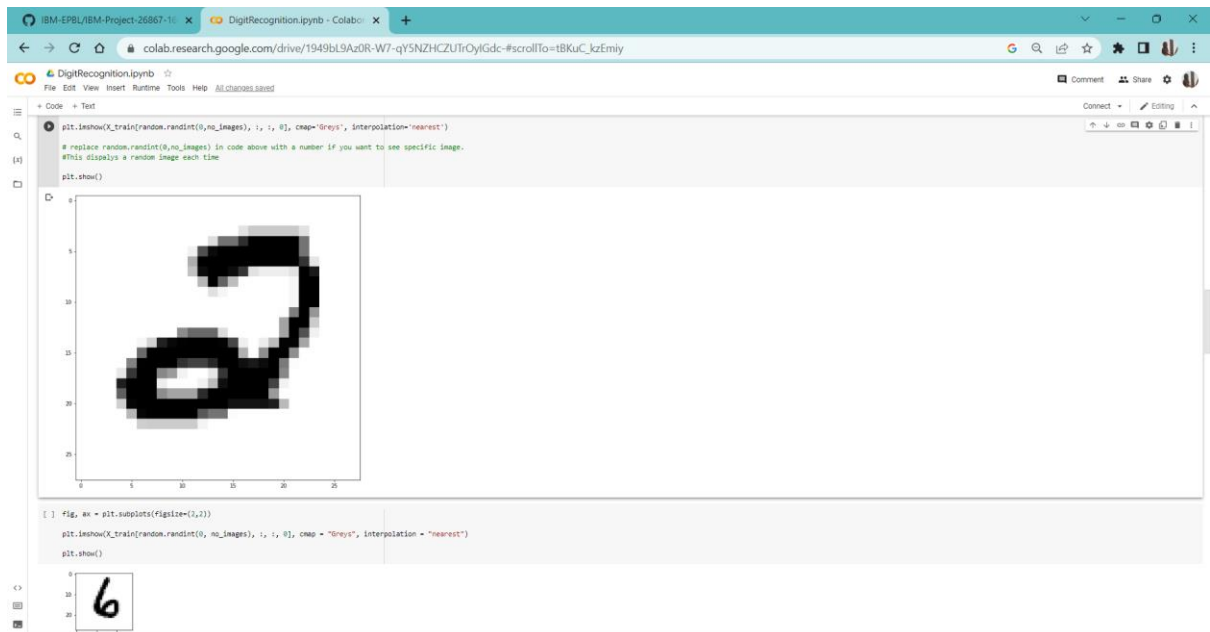 IBM-EPBL/IBM-Project-26867-16
DigitRecognition.ipynb - Colabo
colab.research.google.com/drive/1949bL9Az0R-W7-qY5NZHCZUTrOyIGdc-#scrollTo=tBKuC_kzEmiy
DigitRecognition.ipynb
File Edit View Insert Runtime Tools Help All changes saved
Comment Share
+ Code + Text
Connect Editing
plt.imshow(X_train[random.randint(0,no_images), :, :, 0], cmap='Greys', interpolation='nearest')
# replace random.randint(0,no_images) in code above with a number if you want to see specific image.
#This dispalys a random image each time
plt.show()
0
5
10
15
20
25
0 5 10 15 20 25
2
[ ] fig, ax = plt.subplots(figsize=(2,2))
plt.imshow(X_train[random.randint(0, no_images), :, :, 0], cmap = "Greys", interpolation = "nearest")
plt.show()
0
10
20
6